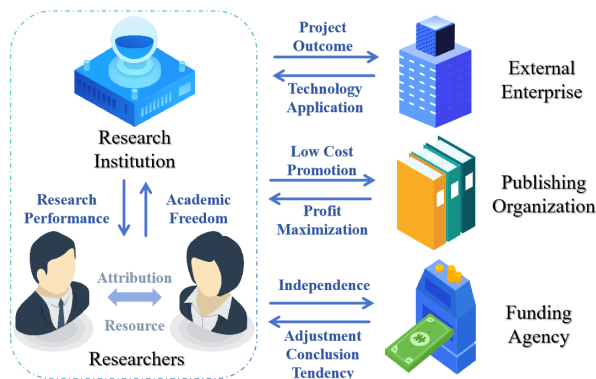 Project
Outcome
Technology
Application
External
Enterprise
Research
Institution
Low Cost
Promotion
Profit
Maximization
Publishing
Organization
Research
Performance
Academic
Freedom
Attribution
Resource
Researchers
Independence
Adjustment
Conclusion
Tendency
Funding
Agency